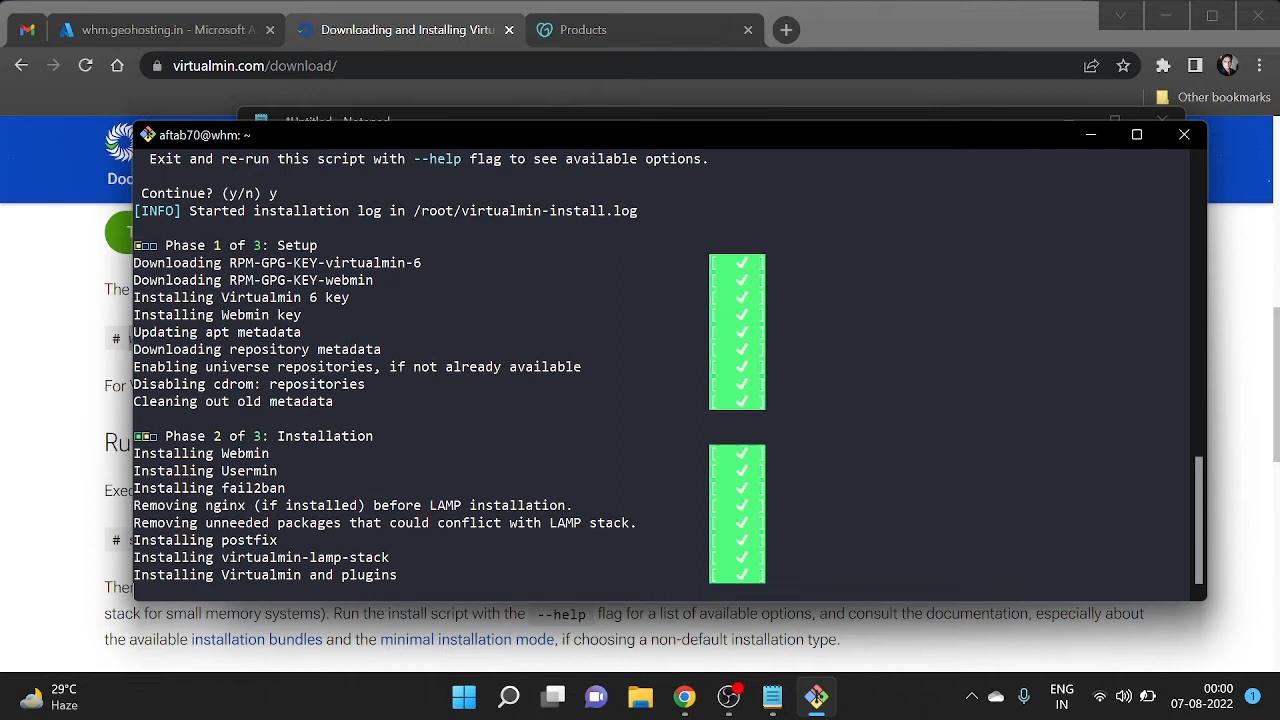 whm.geohosting.in - Microsoft A
Downloading and Installing Virtu
Products
virtualmin.com/download/
Other bookmarks
aftab70@whm: ~
Exit and re-run this script with --help flag to see available options.
Continue? (y/n) y
[INFO] Started installation log in /root/virtualmin-install.log
Phase 1 of 3: Setup
Downloading RPM-GPG-KEY-virtualmin-6 [ ✓ ]
Downloading RPM-GPG-KEY-webmin [ ✓ ]
Installing Virtualmin 6 key [ ✓ ]
Installing Webmin key [ ✓ ]
Updating apt metadata [ ✓ ]
Downloading repository metadata [ ✓ ]
Enabling universe repositories, if not already available [ ✓ ]
Disabling cdrom: repositories [ ✓ ]
Cleaning out old metadata [ ✓ ]
Phase 2 of 3: Installation
Installing Webmin [ ✓ ]
Installing Usermin [ ✓ ]
Installing fail2ban [ ✓ ]
Removing nginx (if installed) before LAMP installation. [ ✓ ]
Removing unneeded packages that could conflict with LAMP stack. [ ✓ ]
Installing postfix [ ✓ ]
Installing virtualmin-lamp-stack [ ✓ ]
Installing Virtualmin and plugins [ ✓ ]
Doc
The
#
For
Ru
Exec
#
Ther
stack for small memory systems). Run the install script with the --help flag for a list of available options, and consult the documentation, especially about
the available installation bundles and the minimal installation mode, if choosing a non-default installation type.
29°C
Haze
ENG
IN
00:00
07-08-2022
1